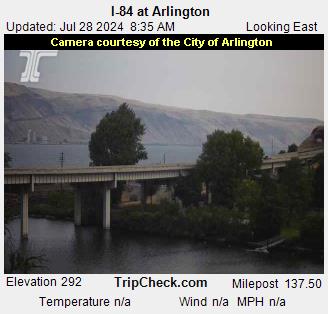 I-84 at Arlington
Updated: Jul 28 2024 8:35 AM Looking East
Camera courtesy of the City of Arlington
Elevation 292 TripCheck.com Milepost 137.50
Temperature n/a Wind n/a MPH n/a